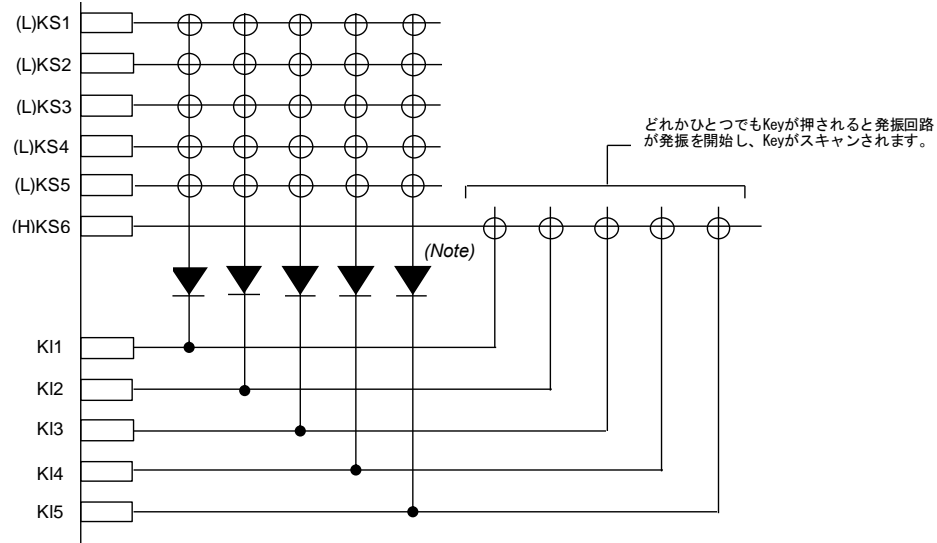 (L)KS1
(L)KS2
(L)KS3
(L)KS4
(L)KS5
(H)KS6
どれかひとつでもKeyが押されると発振回路
が発振を開始し、Keyがスキャンされます。
(Note)
KI1
KI2
KI3
KI4
KI5